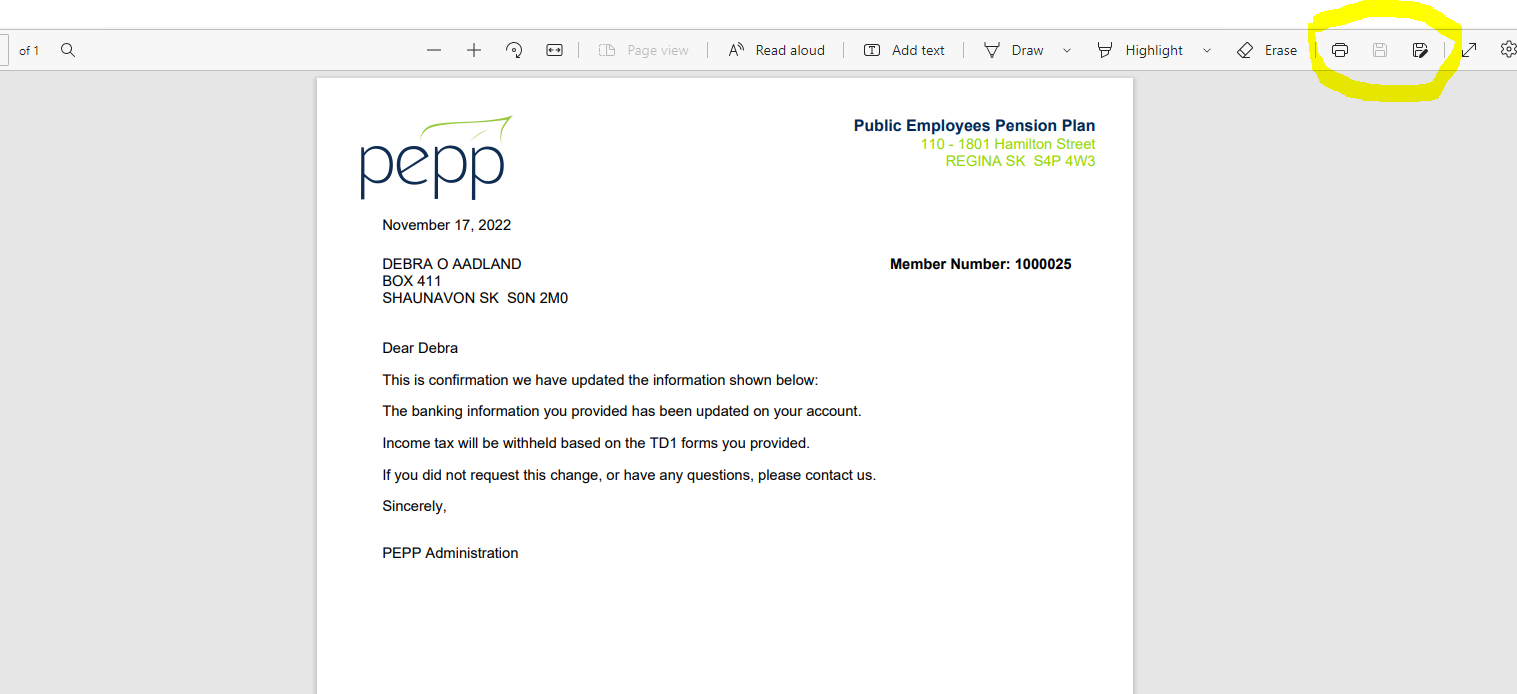 of 1 Page view Read aloud Add text Draw Highlight Erase
pepp
Public Employees Pension Plan
110 - 1801 Hamilton Street
REGINA SK  S4P 4W3
November 17, 2022
DEBRA O AADLAND
Member Number: 1000025
BOX 411
SHAUNAVON SK  S0N 2M0
Dear Debra
This is confirmation we have updated the information shown below:
The banking information you provided has been updated on your account.
Income tax will be withheld based on the TD1 forms you provided.
If you did not request this change, or have any questions, please contact us.
Sincerely,
PEPP Administration